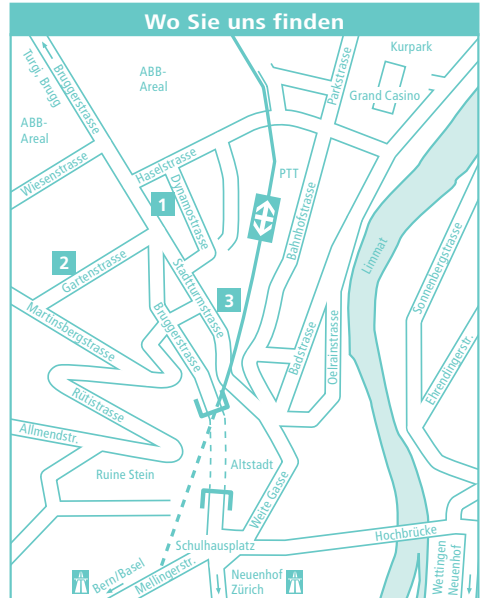 Wo Sie uns finden
Kurpark
Turgi, Brugg
Bruggerstrasse
ABB-
Areal
Parkstrasse
Grand Casino
ABB-
Areal
Wiesenstrasse
Haselstrasse
Dynamostrasse
PTT
1
Bahnhofstrasse
Limmat
Sonnenbergstrasse
2
Gartenstrasse
Stadtturmstrasse
3
Martinsbergstrasse
Bruggerstrasse
Badstrasse
Oelrainstrasse
Ehrendingerstr.
Rütistrasse
Allmendstr.
Ruine Stein
Altstadt
Weite Gasse
Schulhausplatz
Hochbrücke
Bern/Basel
Mellingerstr.
Neuenhof
Zürich
Wettingen
Neuenhof